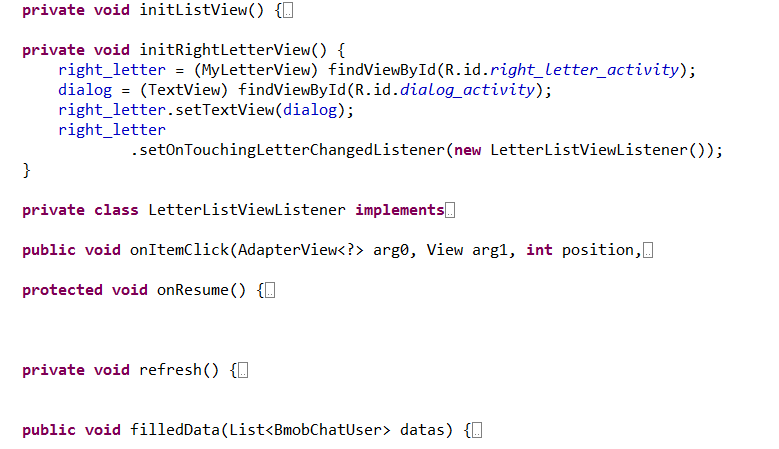 private void initListView() {..
private void initRightLetterView() {
right_letter = (MyLetterView) findViewById(R.id.right_letter_activity);
dialog = (TextView) findViewById(R.id.dialog_activity);
right_letter.setTextView(dialog);
right_letter
.setOnTouchingLetterChangedListener(new LetterListViewListener());
}
private class LetterListViewListener implements..
public void onItemClick(AdapterView<?> arg0, View arg1, int position,..
protected void onResume() {..
private void refresh() {..
public void filledData(List<BmobChatUser> datas) {..